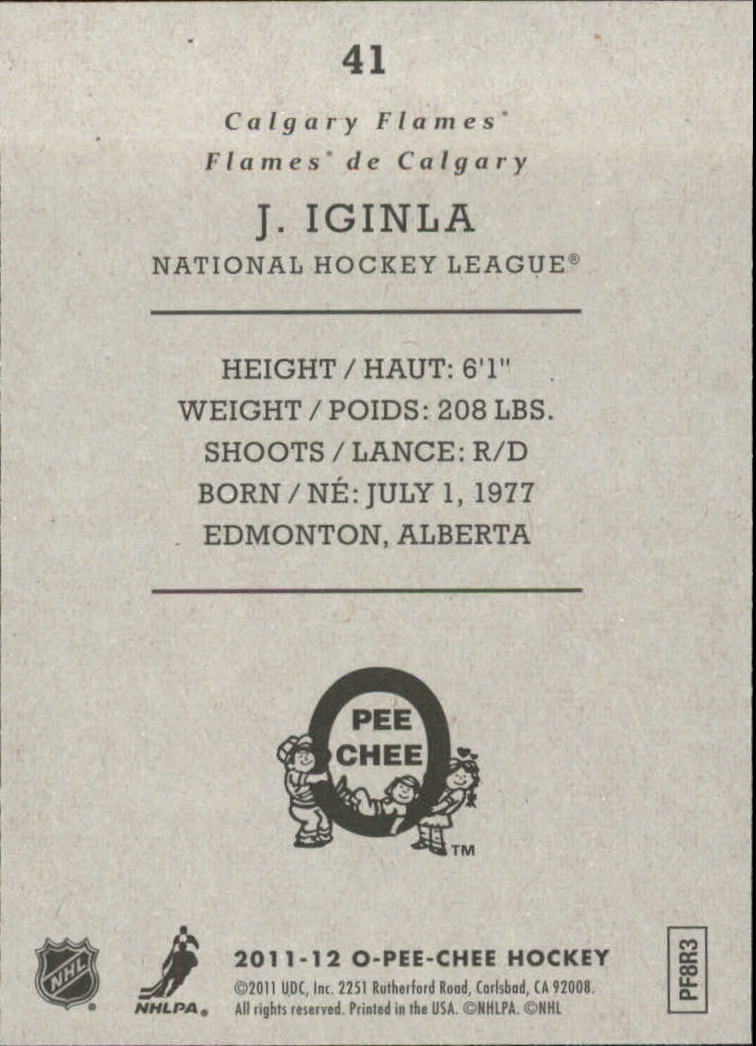 41
Calgary Flames*
Flames* de Calgary
J. IGINLA
NATIONAL HOCKEY LEAGUE®
HEIGHT / HAUT: 6'1"
WEIGHT / POIDS: 208 LBS.
SHOOTS / LANCE: R/D
BORN / NÉ: JULY 1, 1977
EDMONTON, ALBERTA
PEE
CHEE
TM
NHL
NHLPA®
2011-12 O-PEE-CHEE HOCKEY
©2011 UDC, Inc. 2251 Rutherford Road, Carlsbad, CA 92008.
All rights reserved. Printed in the USA. ©NHLPA. ©NHL
PF8R3